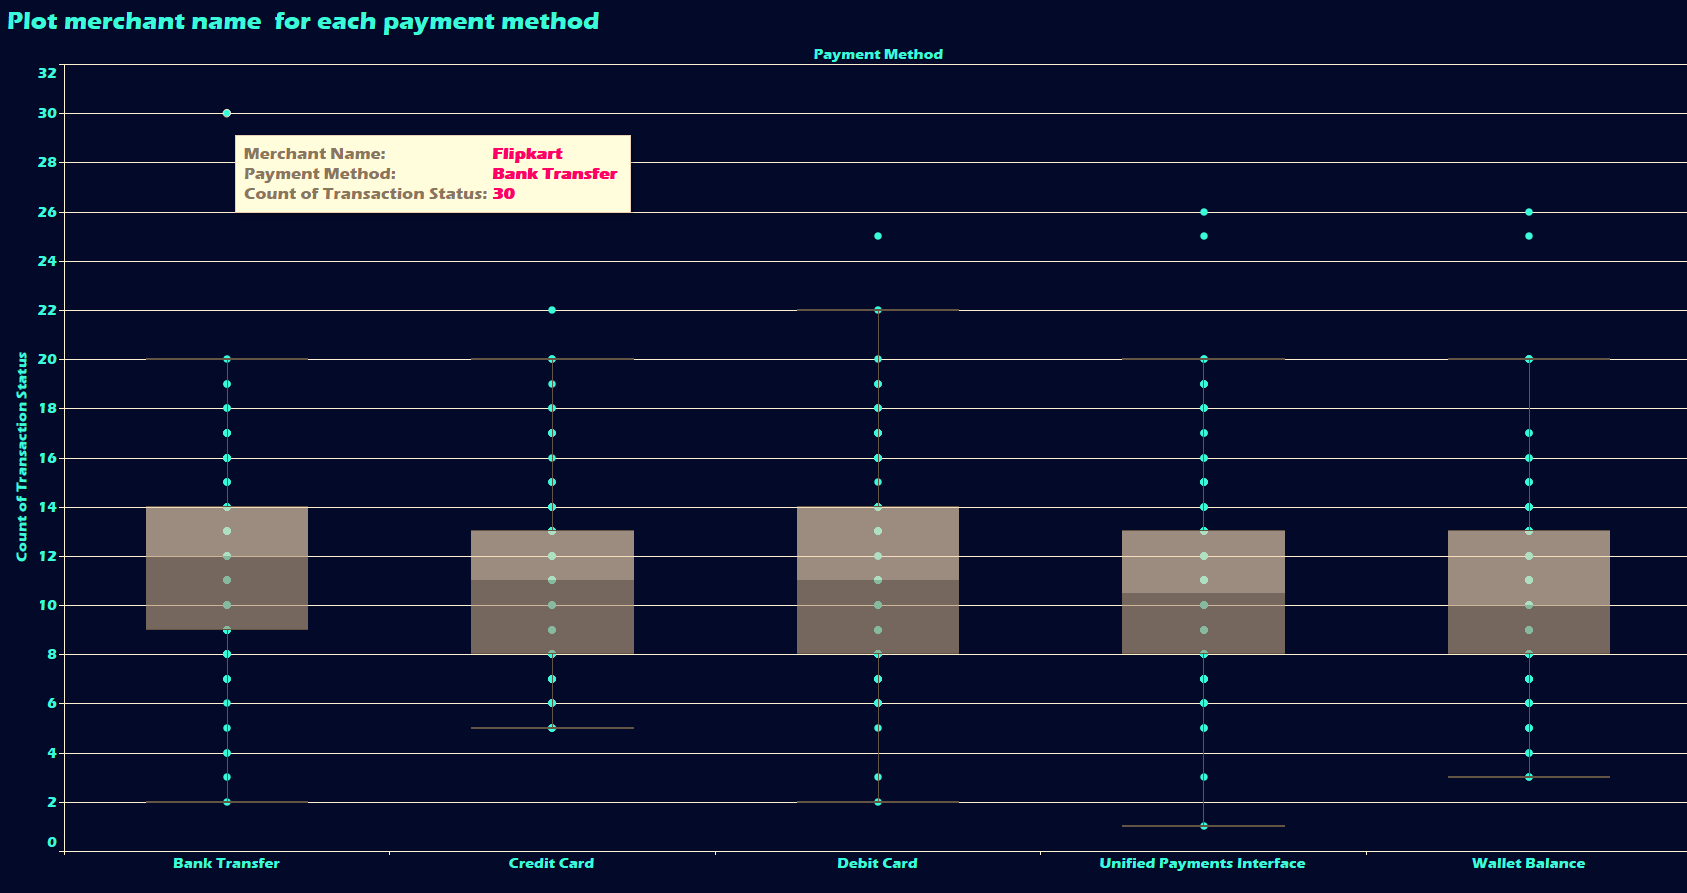 Plot merchant name  for each payment method
Payment Method
32
30
28
26
24
22
20
18
16
14
12
10
8
6
4
2
0
Count of Transaction Status
Merchant Name: Flipkart
Payment Method: Bank Transfer
Count of Transaction Status: 30
Bank Transfer
Credit Card
Debit Card
Unified Payments Interface
Wallet Balance